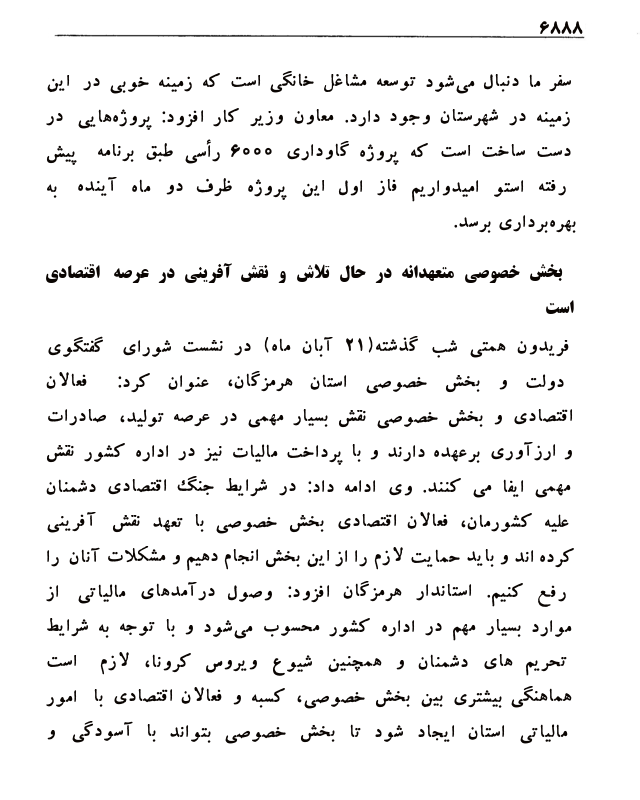 ۶۸۸۸
سفر ما دنبال می‌شود توسعه مشاغل خانگی است که زمینه خوبی در این
زمینه در شهرستان وجود دارد. معاون وزیر کار افزود: پروژه‌هایی در
دست ساخت است که پروژه گاوداری ۶۰۰۰ رأسی طبق برنامه پیش
رفته استو امیدواریم فاز اول این پروژه ظرف دو ماه آینده به
بهره‌برداری برسد.
بخش خصوصی متعهدانه در حال تلاش و نقش آفرینی در عرصه اقتصادی
است
فریدون همتی شب گذشته(۲۱ آبان ماه) در نشست شورای گفتگوی
دولت و بخش خصوصی استان هرمزگان، عنوان کرد: فعالان
اقتصادی و بخش خصوصی نقش بسیار مهمی در عرصه تولید، صادرات
و ارزآوری برعهده دارند و با پرداخت مالیات نیز در اداره کشور نقش
مهمی ایفا می کنند. وی ادامه داد: در شرایط جنگ اقتصادی دشمنان
علیه کشورمان، فعالان اقتصادی بخش خصوصی با تعهد نقش آفرینی
کرده اند و باید حمایت لازم را از این بخش انجام دهیم و مشکلات آنان را
رفع کنیم. استاندار هرمزگان افزود: وصول درآمدهای مالیاتی از
موارد بسیار مهم در اداره کشور محسوب می‌شود و با توجه به شرایط
تحریم های دشمنان و همچنین شیوع ویروس کرونا، لازم است
هماهنگی بیشتری بین بخش خصوصی، کسبه و فعالان اقتصادی با امور
مالیاتی استان ایجاد شود تا بخش خصوصی بتواند با آسودگی و